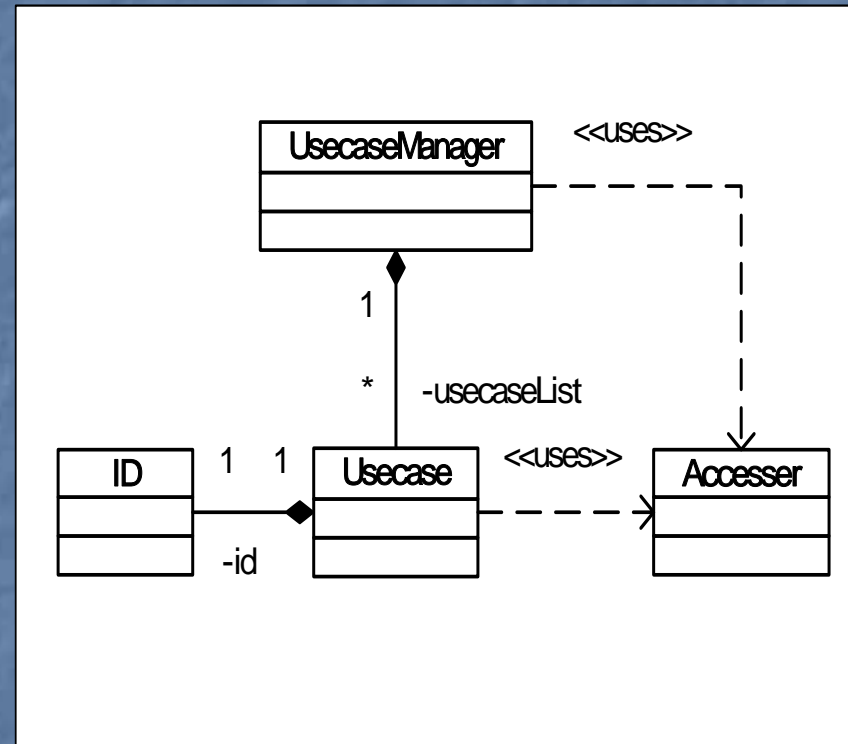 UsecaseManager
<<uses>>
1
*
-usecaseList
ID
1
1
Usecase
<<uses>>
Accesser
-id